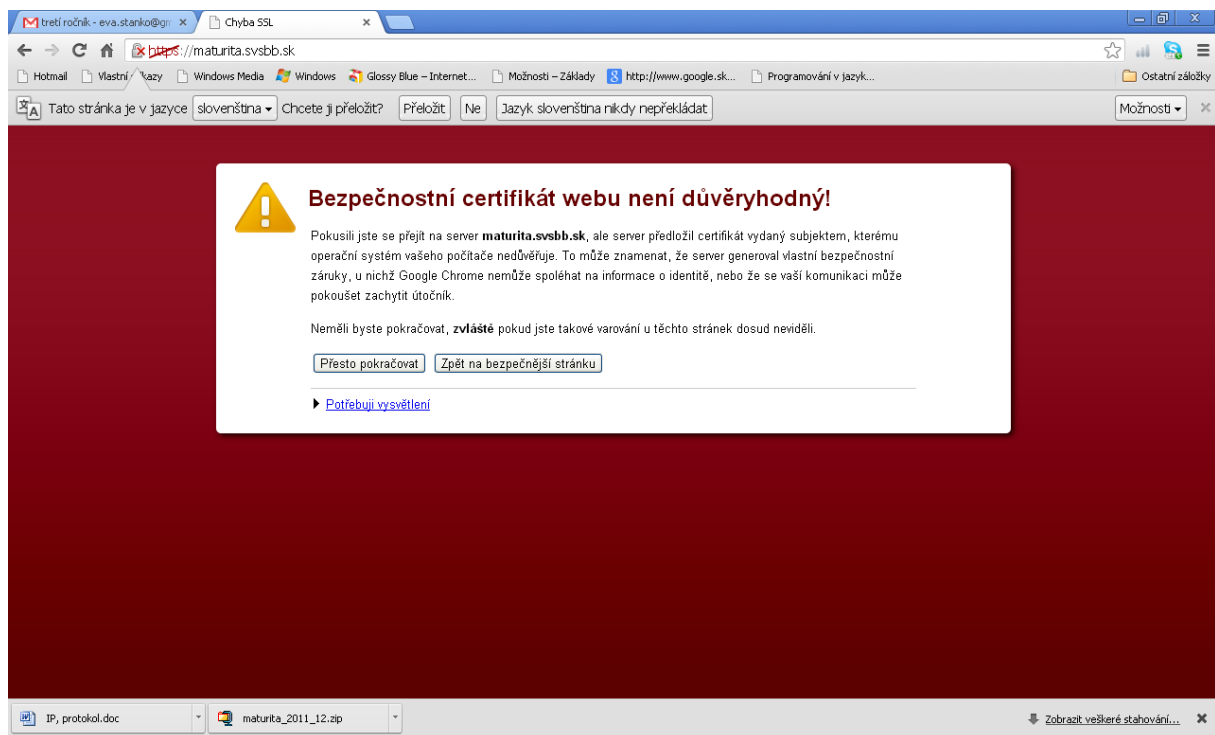 tretí ročník - eva.stanko@gm
Chyba SSL
https://maturita.svsbb.sk
Hotmail Vlastní kazy Windows Media Windows Glossy Blue – Internet... Možnosti – Základy http://www.google.sk... Programování v jazyk... Ostatní záložky
Tato stránka je v jazyce slovenština Chcete ji přeložit? Přeložit Ne Jazyk slovenština nikdy nepřekládat Možnosti
Bezpečnostní certifikát webu není důvěryhodný!
Pokusili jste se přejít na server maturita.svsbb.sk, ale server předložil certifikát vydaný subjektem, kterému
operační systém vašeho počítače nedůvěřuje. To může znamenat, že server generoval vlastní bezpečnostní
záruky, u nichž Google Chrome nemůže spoléhat na informace o identitě, nebo že se vaší komunikaci může
pokoušet zachytit útočník.
Neměli byste pokračovat, zvláště pokud jste takové varování u těchto stránek dosud neviděli.
Přesto pokračovat Zpět na bezpečnější stránku
Potřebuji vysvětlení
IP, protokol.doc maturita_2011_12.zip Zobrazit veškeré stahování...